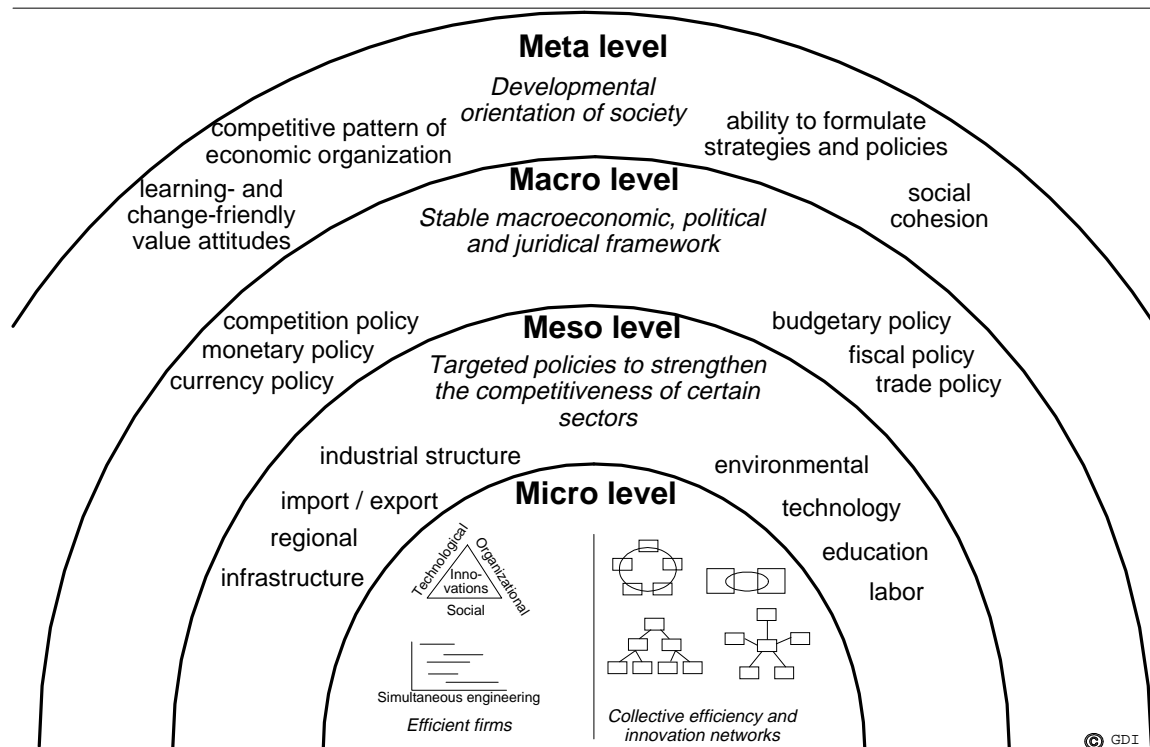 Meta level
Developmental
orientation of society
competitive pattern of
economic organization
ability to formulate
strategies and policies
learning- and
change-friendly
value attitudes
social
cohesion
Macro level
Stable macroeconomic, political
and juridical framework
competition policy
monetary policy
currency policy
budgetary policy
fiscal policy
trade policy
Meso level
Targeted policies to strengthen
the competitiveness of certain
sectors
industrial structure
import / export
regional
infrastructure
environmental
technology
education
labor
Micro level
Technological
Organizational
Inno-
vations
Social
Simultaneous engineering
Efficient firms
Collective efficiency and
innovation networks
© GDI